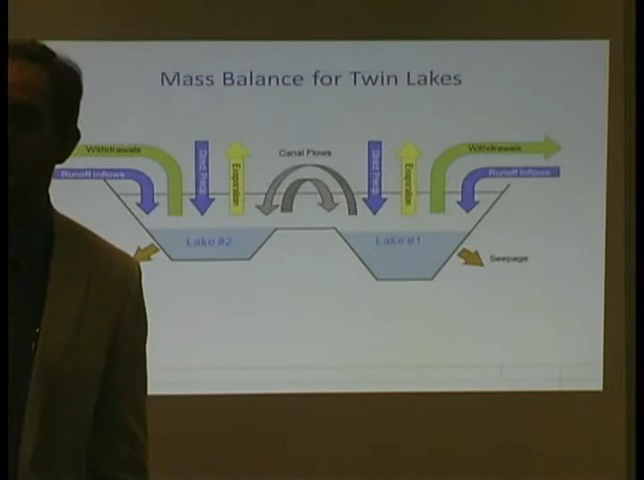 Mass Balance for Twin Lakes
Withdrawals
Runoff Inflows
Direct Precip
Evaporation
Canal Flows
Direct Precip
Evaporation
Withdrawals
Runoff Inflows
Lake #2
Lake #1
Seepage